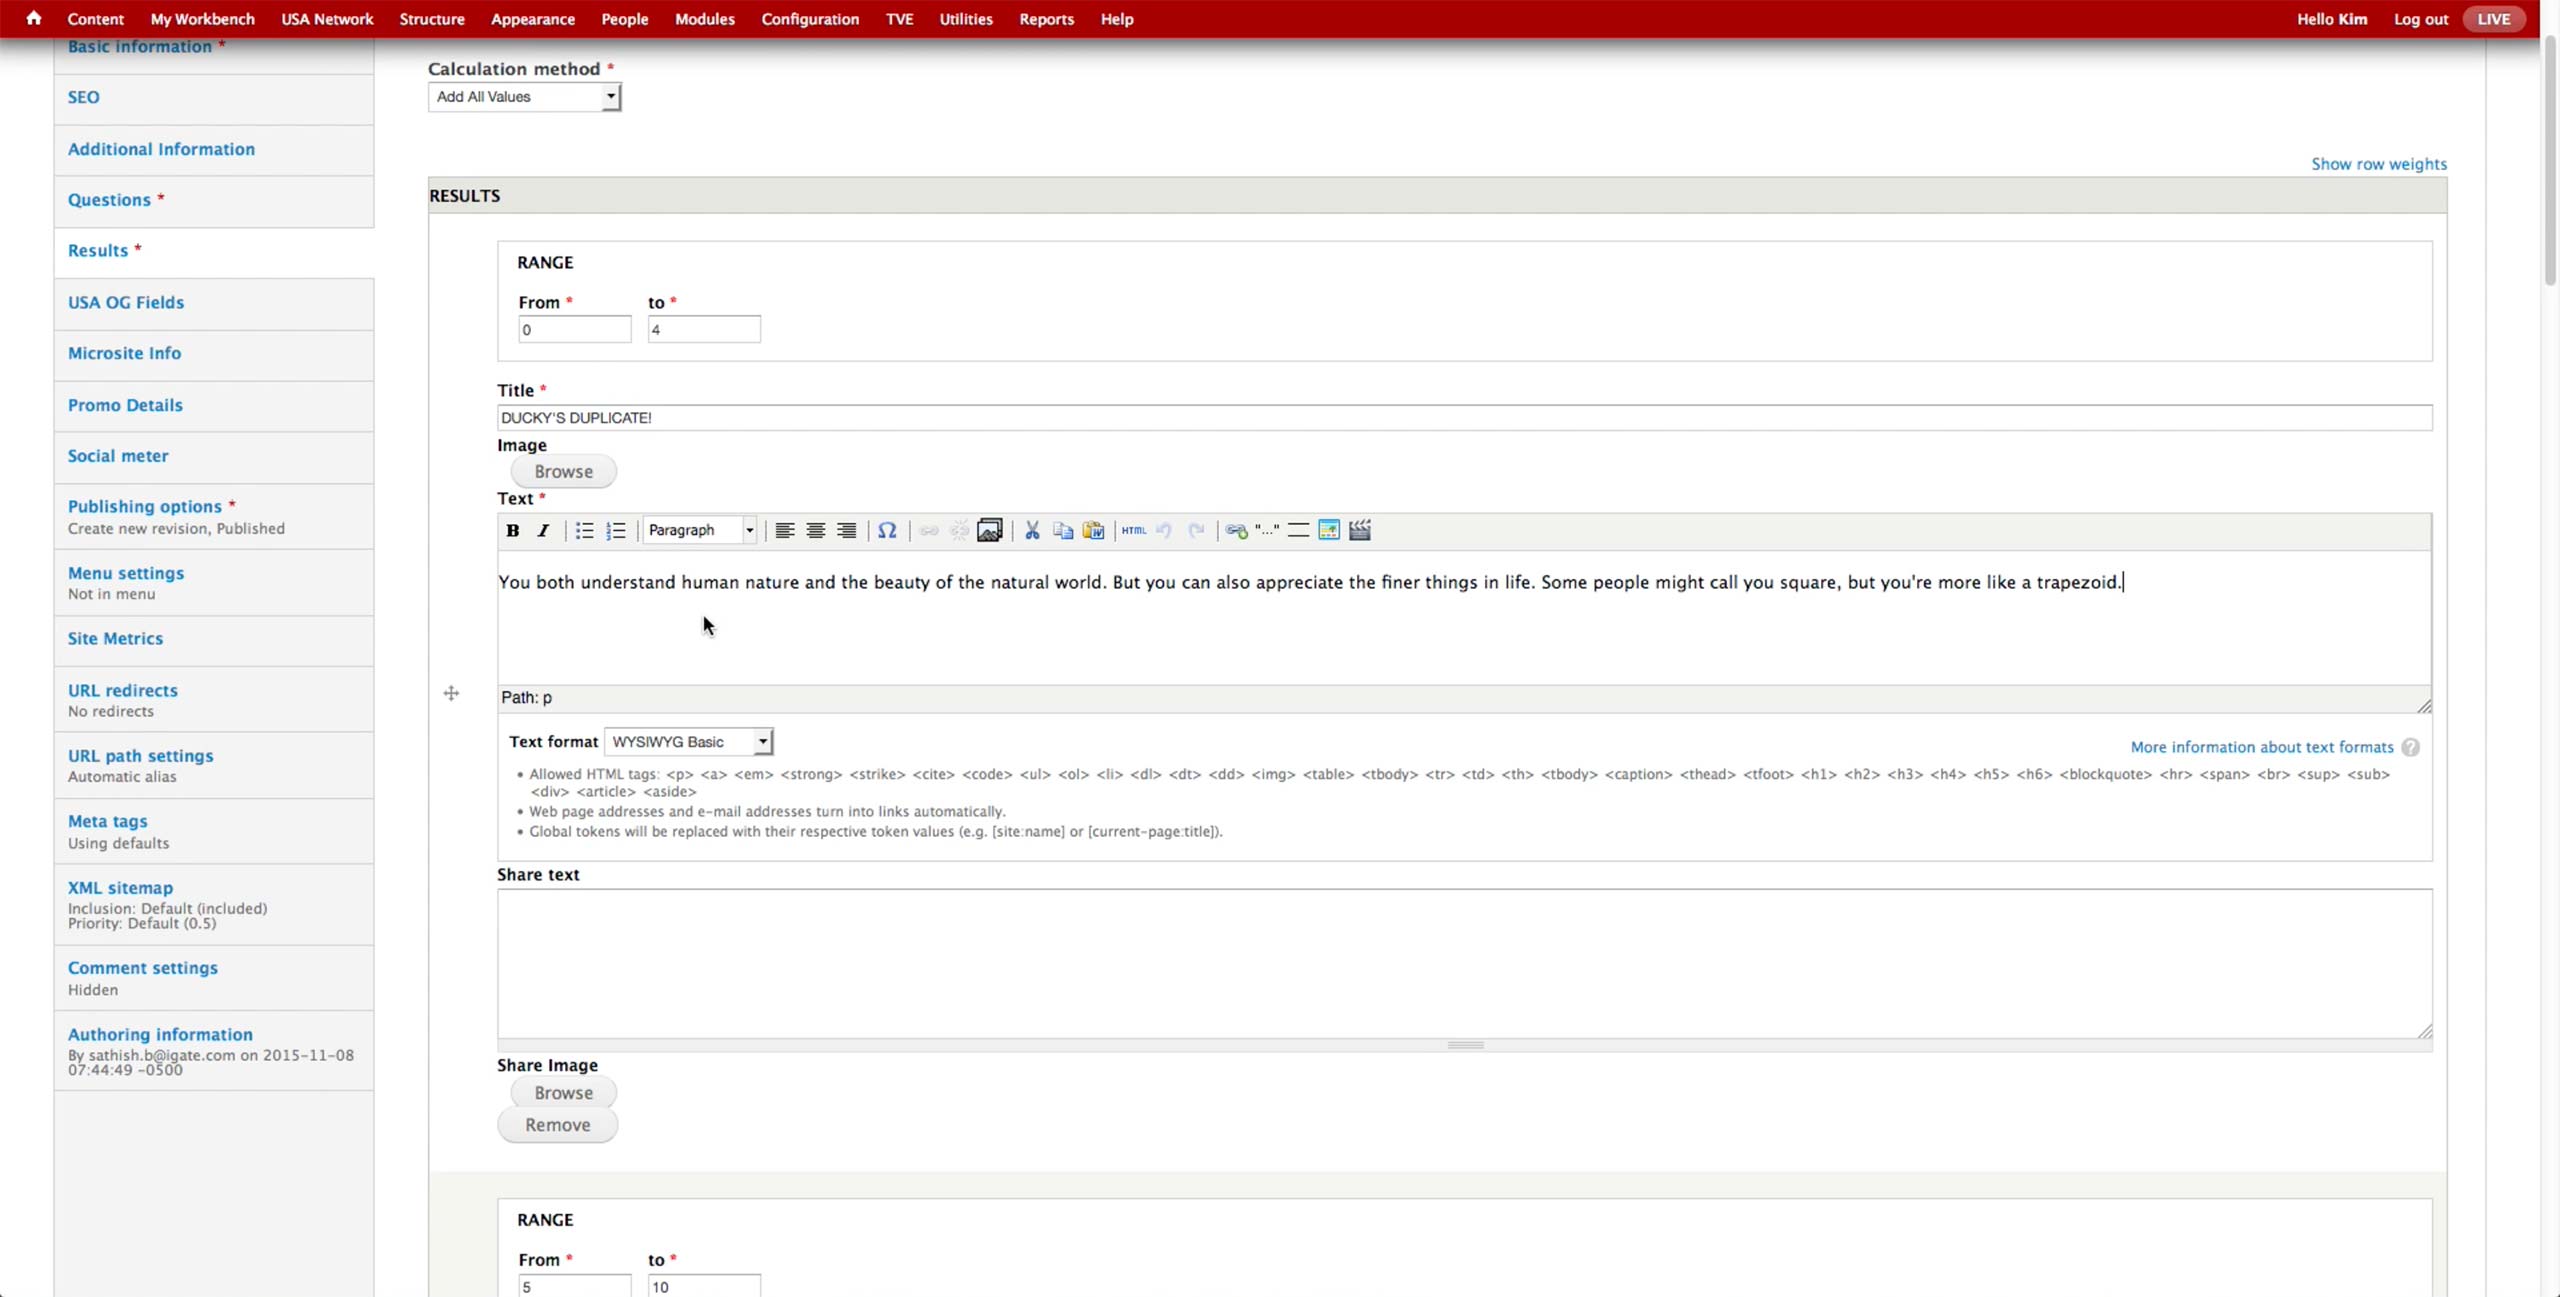 Content My Workbench USA Network Structure Appearance People Modules Configuration TVE Utilities Reports Help Hello Kim Log out LIVE
Basic information *
SEO
Additional Information
Questions *
Results *
USA OG Fields
Microsite Info
Promo Details
Social meter
Publishing options *
Create new revision, Published
Menu settings
Not in menu
Site Metrics
URL redirects
No redirects
URL path settings
Automatic alias
Meta tags
Using defaults
XML sitemap
Inclusion: Default (included)
Priority: Default (0.5)
Comment settings
Hidden
Authoring information
By sathish.b@igate.com on 2015-11-08
07:44:49 -0500
Calculation method *
Add All Values
Show row weights
RESULTS
RANGE
From * to *
0 4
Title *
DUCKY'S DUPLICATE!
Image
Browse
Text *
B I Paragraph Ω HTML "..."
You both understand human nature and the beauty of the natural world. But you can also appreciate the finer things in life. Some people might call you square, but you're more like a trapezoid.
Path: p
Text format WYSIWYG Basic
More information about text formats ?
• Allowed HTML tags: <p> <a> <em> <strong> <strike> <cite> <code> <ul> <ol> <li> <dl> <dt> <dd> <img> <table> <tbody> <tr> <td> <th> <tbody> <caption> <thead> <tfoot> <h1> <h2> <h3> <h4> <h5> <h6> <blockquote> <hr> <span> <br> <sup> <sub>
<div> <article> <aside>
• Web page addresses and e-mail addresses turn into links automatically.
• Global tokens will be replaced with their respective token values (e.g. [site:name] or [current-page:title]).
Share text
Share Image
Browse
Remove
RANGE
From * to *
5 10